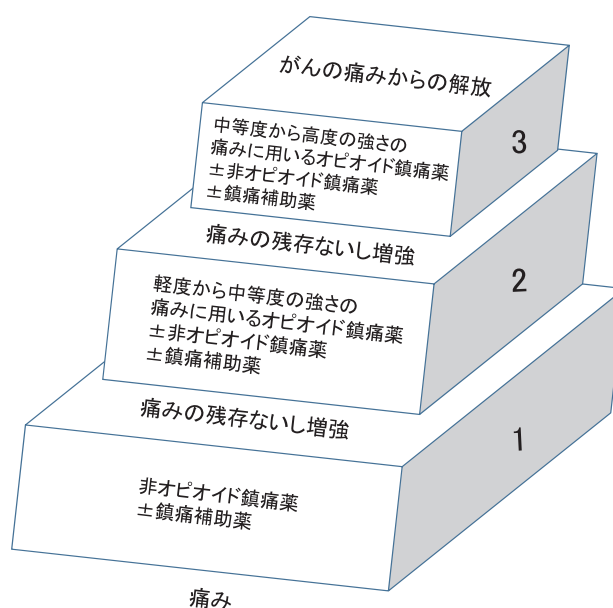 がんの痛みからの解放
中等度から高度の強さの
痛みに用いるオピオイド鎮痛薬
±非オピオイド鎮痛薬
±鎮痛補助薬
3
痛みの残存ないし増強
軽度から中等度の強さの
痛みに用いるオピオイド鎮痛薬
±非オピオイド鎮痛薬
±鎮痛補助薬
2
痛みの残存ないし増強
非オピオイド鎮痛薬
±鎮痛補助薬
1
痛み